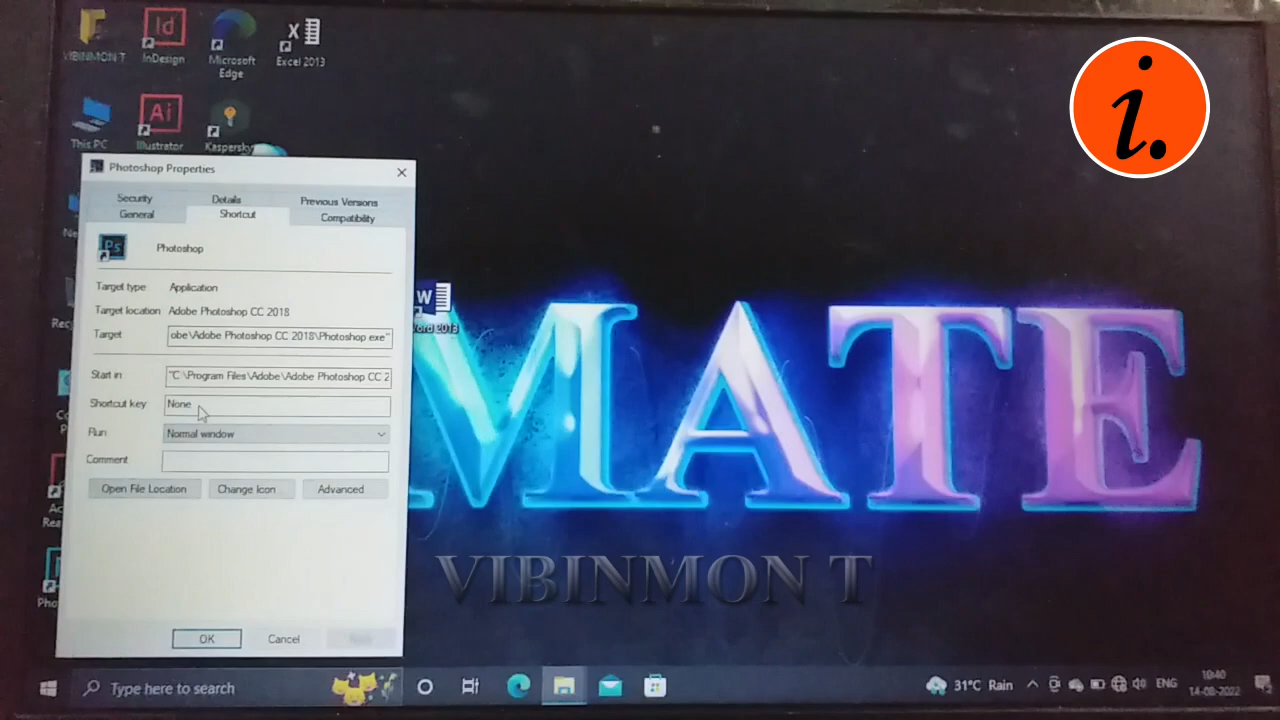 VIBINMON T
Id
InDesign
Microsoft
Edge
X
Excel 2013
This PC
Ai
Illustrator
Kaspersky
i.
Photoshop Properties
Security
Details
Previous Versions
General
Shortcut
Compatibility
Ps
Photoshop
Target type:
Application
Target location
Adobe Photoshop CC 2018
Target
obe\Adobe Photoshop CC 2018\Photoshop exe"
Start in:
"C:\Program Files\Adobe\Adobe Photoshop CC 2
Shortcut key
None
Run:
Normal window
Comment
Open File Location
Change Icon
Advanced
OK
Cancel
W
Word 2013
MATE
VIBINMON T
Type here to search
31°C Rain
ENG
10:40
14-08-2022